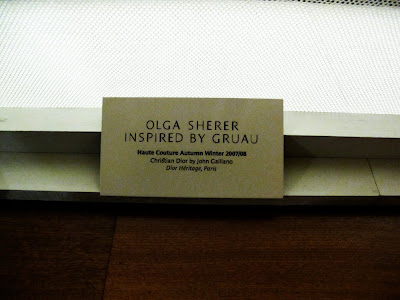 OLGA SHERER
INSPIRED BY GRUAU
Haute Couture Autumn Winter 2007/08
Christian Dior by John Galliano
Dior Héritage, Paris